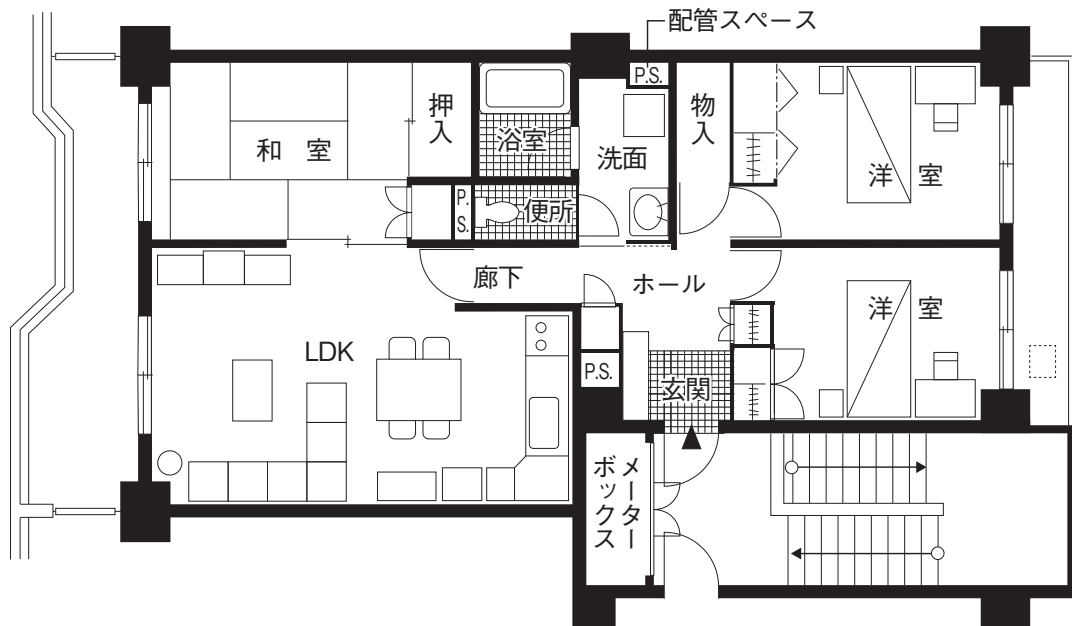 配管スペース
P.S.
押入
物入
浴室
和 室
洗面
洋 室
P.S.
便所
廊下
ホール
洋 室
LDK
P.S.
玄関
メーターボックス